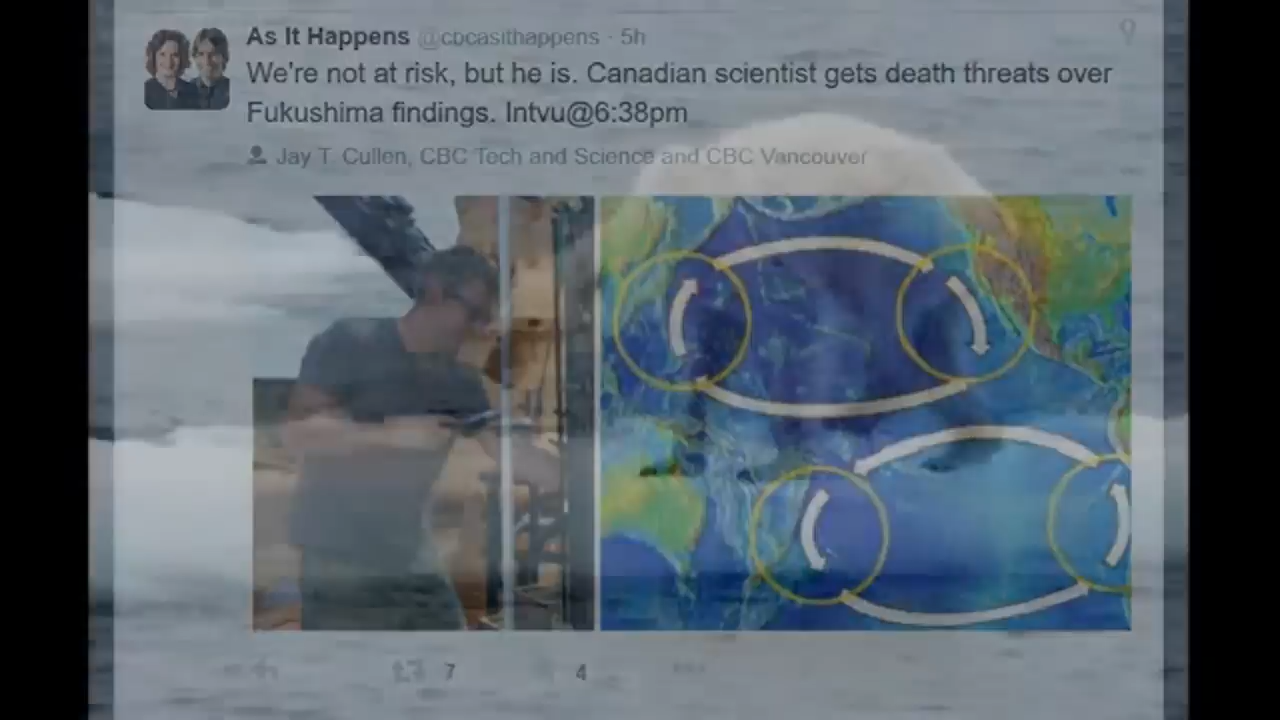 As It Happens @cbcasithappens · 5h
We're not at risk, but he is. Canadian scientist gets death threats over
Fukushima findings. Intvu@6:38pm
Jay T. Cullen, CBC Tech and Science and CBC Vancouver
7 4